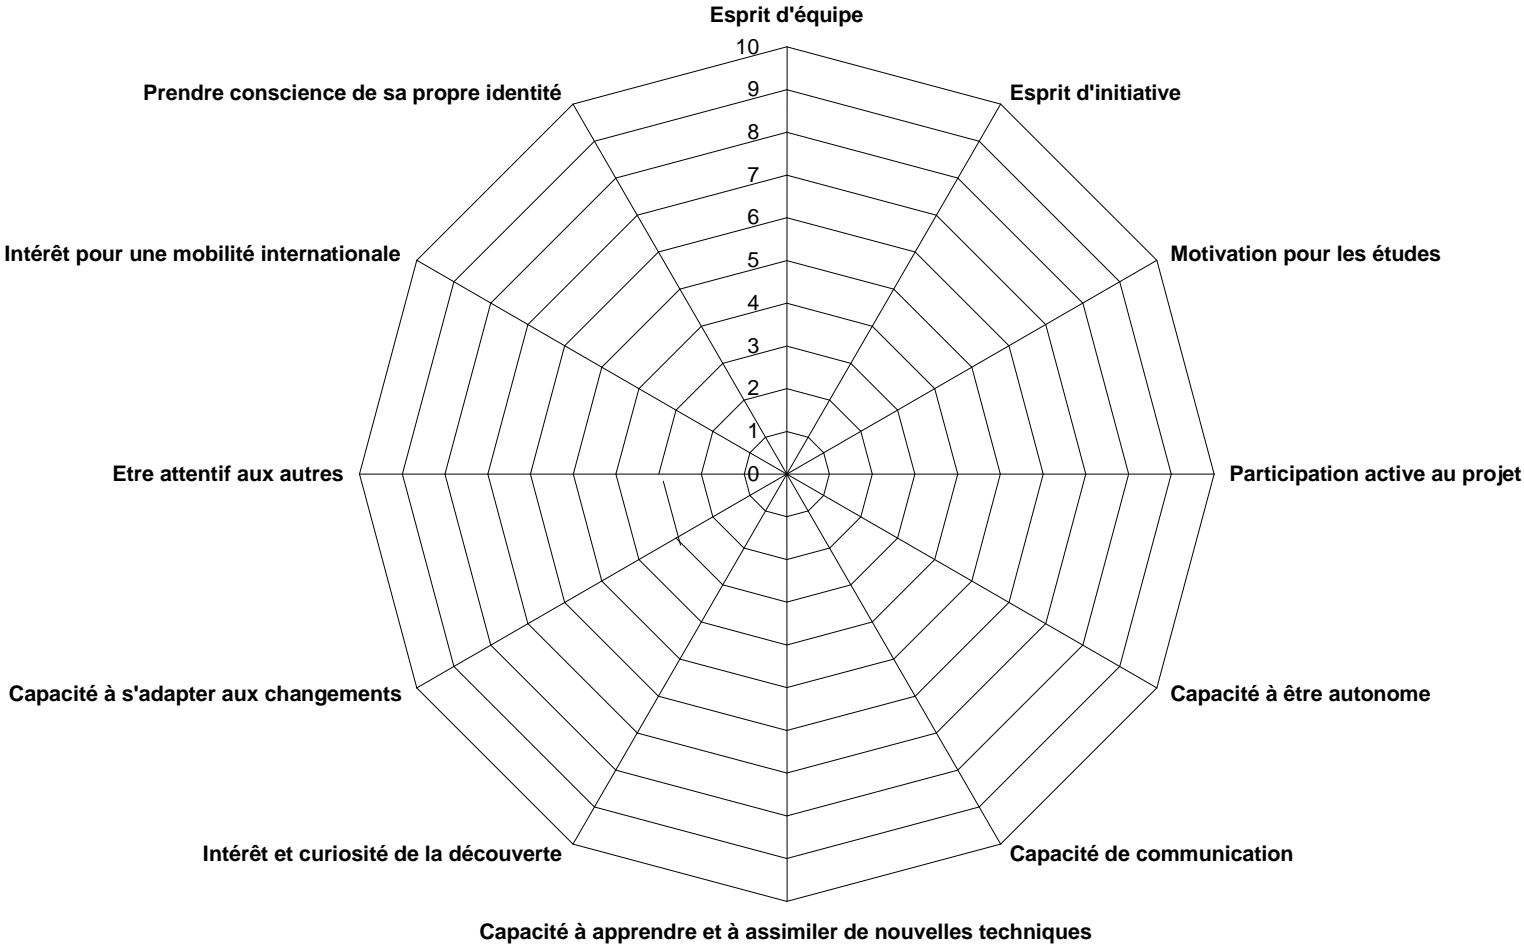 Esprit d'équipe
10
Prendre conscience de sa propre identité
9
Esprit d'initiative
8
7
6
Intérêt pour une mobilité internationale
5
Motivation pour les études
4
3
2
1
Etre attentif aux autres
0
Participation active au projet
Capacité à s'adapter aux changements
Capacité à être autonome
Intérêt et curiosité de la découverte
Capacité de communication
Capacité à apprendre et à assimiler de nouvelles techniques